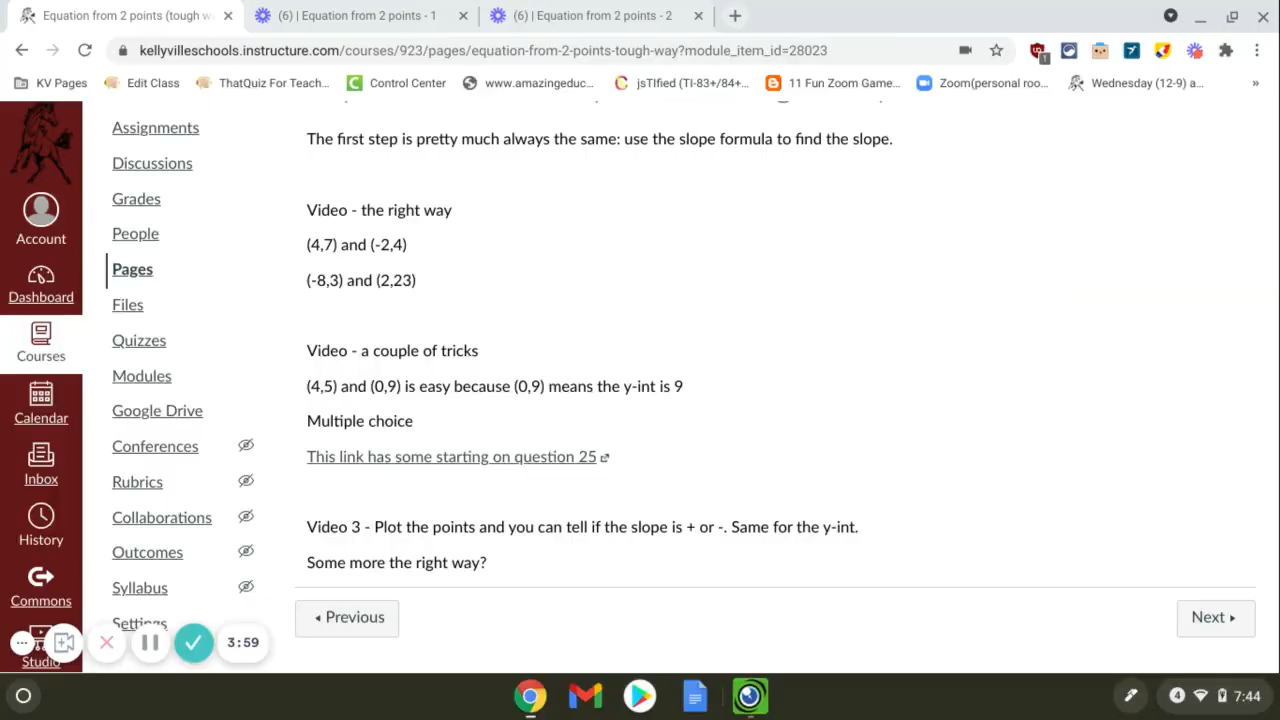 Equation from 2 points (tough w
(6) | Equation from 2 points - 1
(6) | Equation from 2 points - 2
kellyvilleschools.instructure.com/courses/923/pages/equation-from-2-points-tough-way?module_item_id=28023
1
KV Pages
Edit Class
ThatQuiz For Teach...
Control Center
www.amazingeduc...
jsTIfied (TI-83+/84+...
11 Fun Zoom Game...
Zoom(personal roo...
Wednesday (12-9) a...
»
Account
Dashboard
Courses
Calendar
Inbox
History
Commons
Studio
Assignments
Discussions
Grades
People
Pages
Files
Quizzes
Modules
Google Drive
Conferences
Rubrics
Collaborations
Outcomes
Syllabus
Settings
The first step is pretty much always the same: use the slope formula to find the slope.
Video - the right way
(4,7) and (-2,4)
(-8,3) and (2,23)
Video - a couple of tricks
(4,5) and (0,9) is easy because (0,9) means the y-int is 9
Multiple choice
This link has some starting on question 25
Video 3 - Plot the points and you can tell if the slope is + or -. Same for the y-int.
Some more the right way?
Previous
Next
3:59
4
7:44